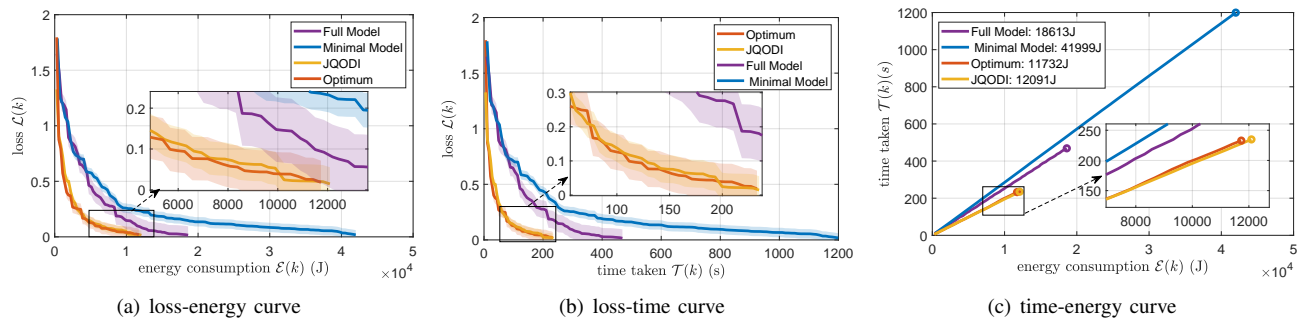 2
1.5
1
0.5
0
loss L(k)
Full Model
Minimal Model
JQODI
Optimum
0.2
0.1
0
6000 8000 10000 12000
0 1 2 3 4 5
energy consumption E(k) (J)
×10^4
(a) loss-energy curve
2
1.5
1
0.5
0
loss L(k)
Optimum
JQODI
Full Model
Minimal Model
0.3
0.2
0.1
0
100 150 200
0 200 400 600 800 1000 1200
time taken T(k) (s)
(b) loss-time curve
1200
1000
800
600
400
200
0
time taken T(k)(s)
Full Model: 18613J
Minimal Model: 41999J
Optimum: 11732J
JQODI: 12091J
250
200
150
8000 10000 12000
0 1 2 3 4 5
energy consumption E(k) (J)
×10^4
(c) time-energy curve